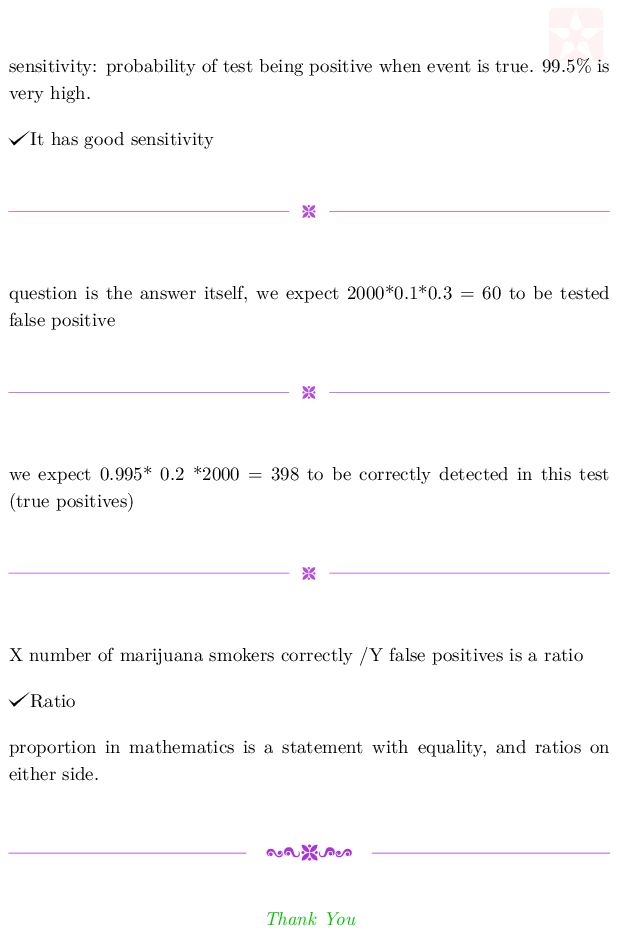 sensitivity: probability of test being positive when event is true. 99.5% is
very high.
✓It has good sensitivity
question is the answer itself, we expect 2000*0.1*0.3 = 60 to be tested
false positive
we expect 0.995* 0.2 *2000 = 398 to be correctly detected in this test
(true positives)
X number of marijuana smokers correctly /Y false positives is a ratio
✓Ratio
proportion in mathematics is a statement with equality, and ratios on
either side.
Thank You